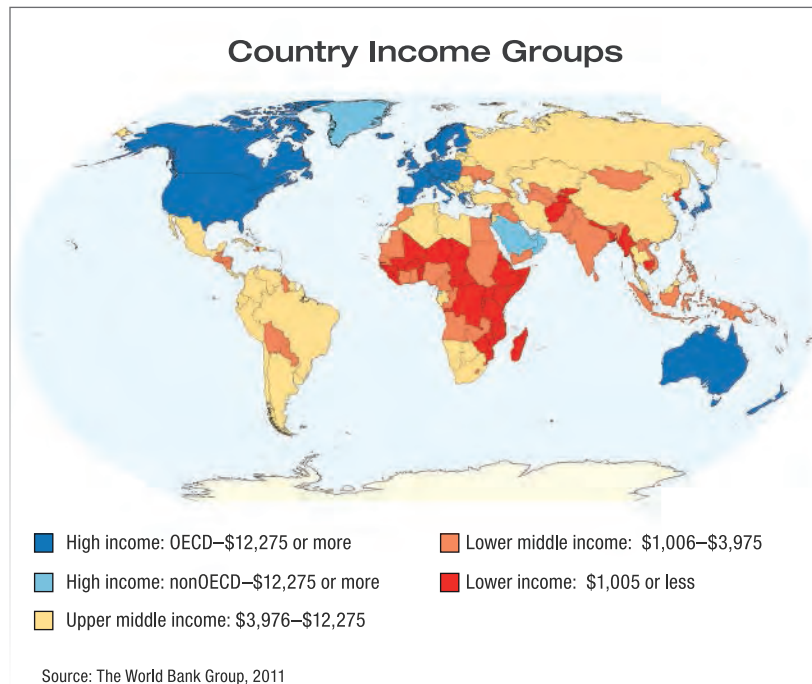 Country Income Groups
High income: OECD–$12,275 or more
High income: nonOECD–$12,275 or more
Upper middle income: $3,976–$12,275
Lower middle income: $1,006–$3,975
Lower income: $1,005 or less
Source: The World Bank Group, 2011